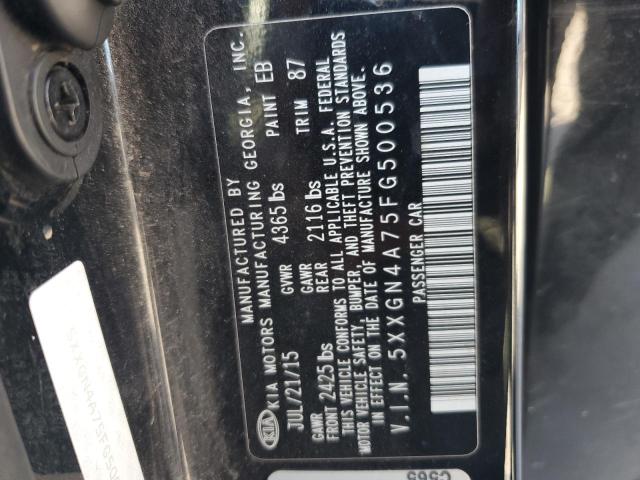 MANUFACTURED BY
KIA MOTORS MANUFACTURING GEORGIA, INC.
KIA
JUL/21/15
GVWR 4365 lbs
PAINT EB
GAWR FRONT 2425 lbs
GAWR REAR 2116 lbs
TRIM 87
THIS VEHICLE CONFORMS TO ALL APPLICABLE U.S.A. FEDERAL
MOTOR VEHICLE SAFETY, BUMPER, AND THEFT PREVENTION STANDARDS
IN EFFECT ON THE DATE OF MANUFACTURE SHOWN ABOVE.
V.I.N. 5XXGN4A75FG500536
PASSENGER CAR
C565